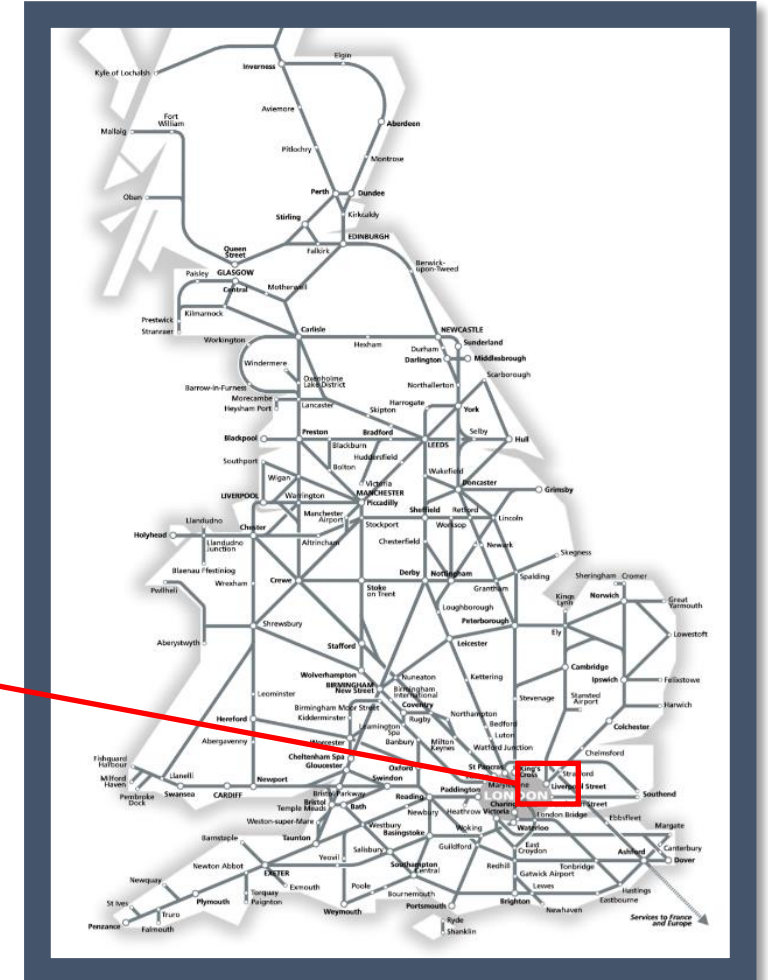 Elgin
Inverness
Kyle of Lochalsh
Aviemore
Fort
William
Mallaig
Aberdeen
Pitlochry
Montrose
Perth
Dundee
Oban
Stirling
Kirkcaldy
EDINBURGH
Queen
Street
Falkirk
Berwick-
upon-Tweed
Paisley
GLASGOW
Central
Motherwell
Prestwick
Kilmarnock
Stranraer
Carlisle
NEWCASTLE
Workington
Hexham
Durham
Sunderland
Darlington
Middlesbrough
Windermere
Oxenholme
Lake District
Scarborough
Barrow-in-Furness
Northallerton
Morecambe
Lancaster
Harrogate
York
Heysham Port
Skipton
Blackpool
Preston
Bradford
Selby
Hull
Blackburn
LEEDS
Huddersfield
Southport
Bolton
Wakefield
Wigan
Victoria
Doncaster
LIVERPOOL
Warrington
MANCHESTER
Piccadilly
Grimsby
Manchester
Airport
Sheffield
Retford
Llandudno
Stockport
Worksop
Lincoln
Holyhead
Chester
Llandudno
Junction
Altrincham
Chesterfield
Newark
Skegness
Blaenau Ffestiniog
Wrexham
Crewe
Stoke
on Trent
Derby
Nottingham
Spalding
Sheringham
Cromer
Pwllheli
Grantham
Kings
Lynn
Norwich
Great
Yarmouth
Loughborough
Aberystwyth
Shrewsbury
Peterborough
Ely
Lowestoft
Stafford
Leicester
Wolverhampton
Nuneaton
Kettering
Cambridge
BIRMINGHAM
New Street
Birmingham
International
Ipswich
Felixstowe
Leominster
Birmingham Moor Street
Coventry
Stevenage
Stansted
Airport
Harwich
Hereford
Kidderminster
Rugby
Northampton
Colchester
Leamington
Spa
Bedford
Abergavenny
Worcester
Banbury
Milton
Keynes
Luton
Watford Junction
Chelmsford
Cheltenham Spa
Gloucester
Oxford
St Pancras
King's
Cross
Stratford
Fishguard
Harbour
Llanelli
Newport
Swindon
Marylebone
Liverpool Street
Milford
Haven
Paddington
LONDON
Southend
Pembroke
Dock
Swansea
CARDIFF
Bristol Parkway
Bristol
Temple Meads
Bath
Reading
Heathrow
Victoria
Charing
Street
Newbury
London Bridge
Ebbsfleet
Weston-super-Mare
Westbury
Basingstoke
Waterloo
Margate
Barnstaple
Taunton
Woking
East
Croydon
Canterbury
Yeovil
Salisbury
Guildford
Ashford
Dover
Newton Abbot
EXETER
Southampton
Central
Redhill
Tonbridge
Gatwick Airport
Newquay
Exmouth
Poole
Lewes
Hastings
St Ives
Plymouth
Torquay
Paignton
Bournemouth
Brighton
Eastbourne
Truro
Weymouth
Portsmouth
Newhaven
Penzance
Falmouth
Ryde
Shanklin
Services to France
and Europe